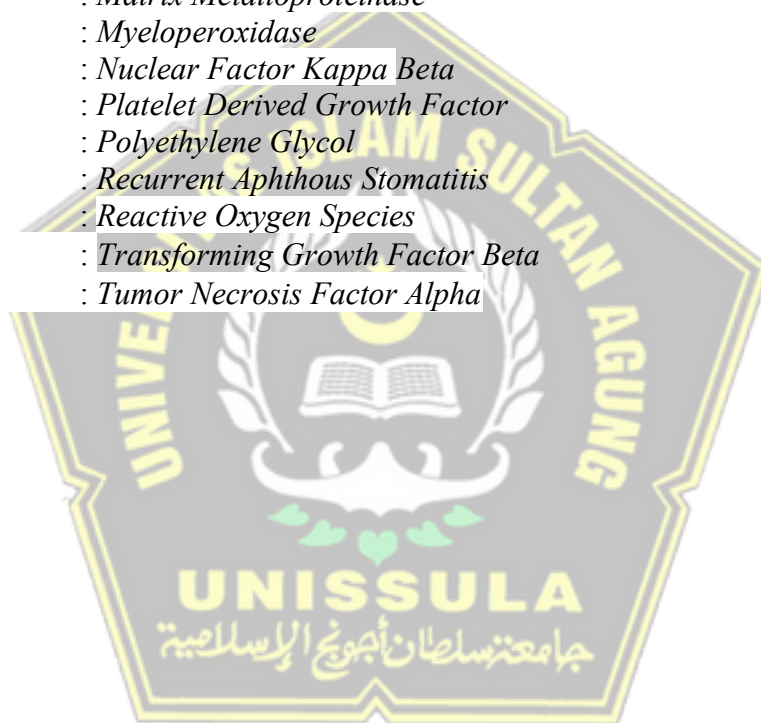 : Matrix Metalloproteinase
: Myeloperoxidase
: Nuclear Factor Kappa Beta
: Platelet Derived Growth Factor
: Polyethylene Glycol
: Recurrent Aphthous Stomatitis
: Reactive Oxygen Species
: Transforming Growth Factor Beta
: Tumor Necrosis Factor Alpha
UNIVERSITAS ISLAM SULTAN AGUNG
UNISSULA
جامعة سلطان أجونج الإسلامية